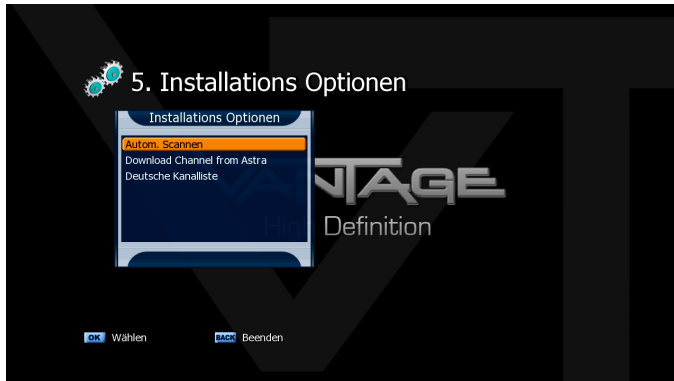 5. Installations Optionen
Installations Optionen
Autom. Scannen
Download Channel from Astra
Deutsche Kanalliste
VANTAGE
High Definition
OK Wählen
BACK Beenden